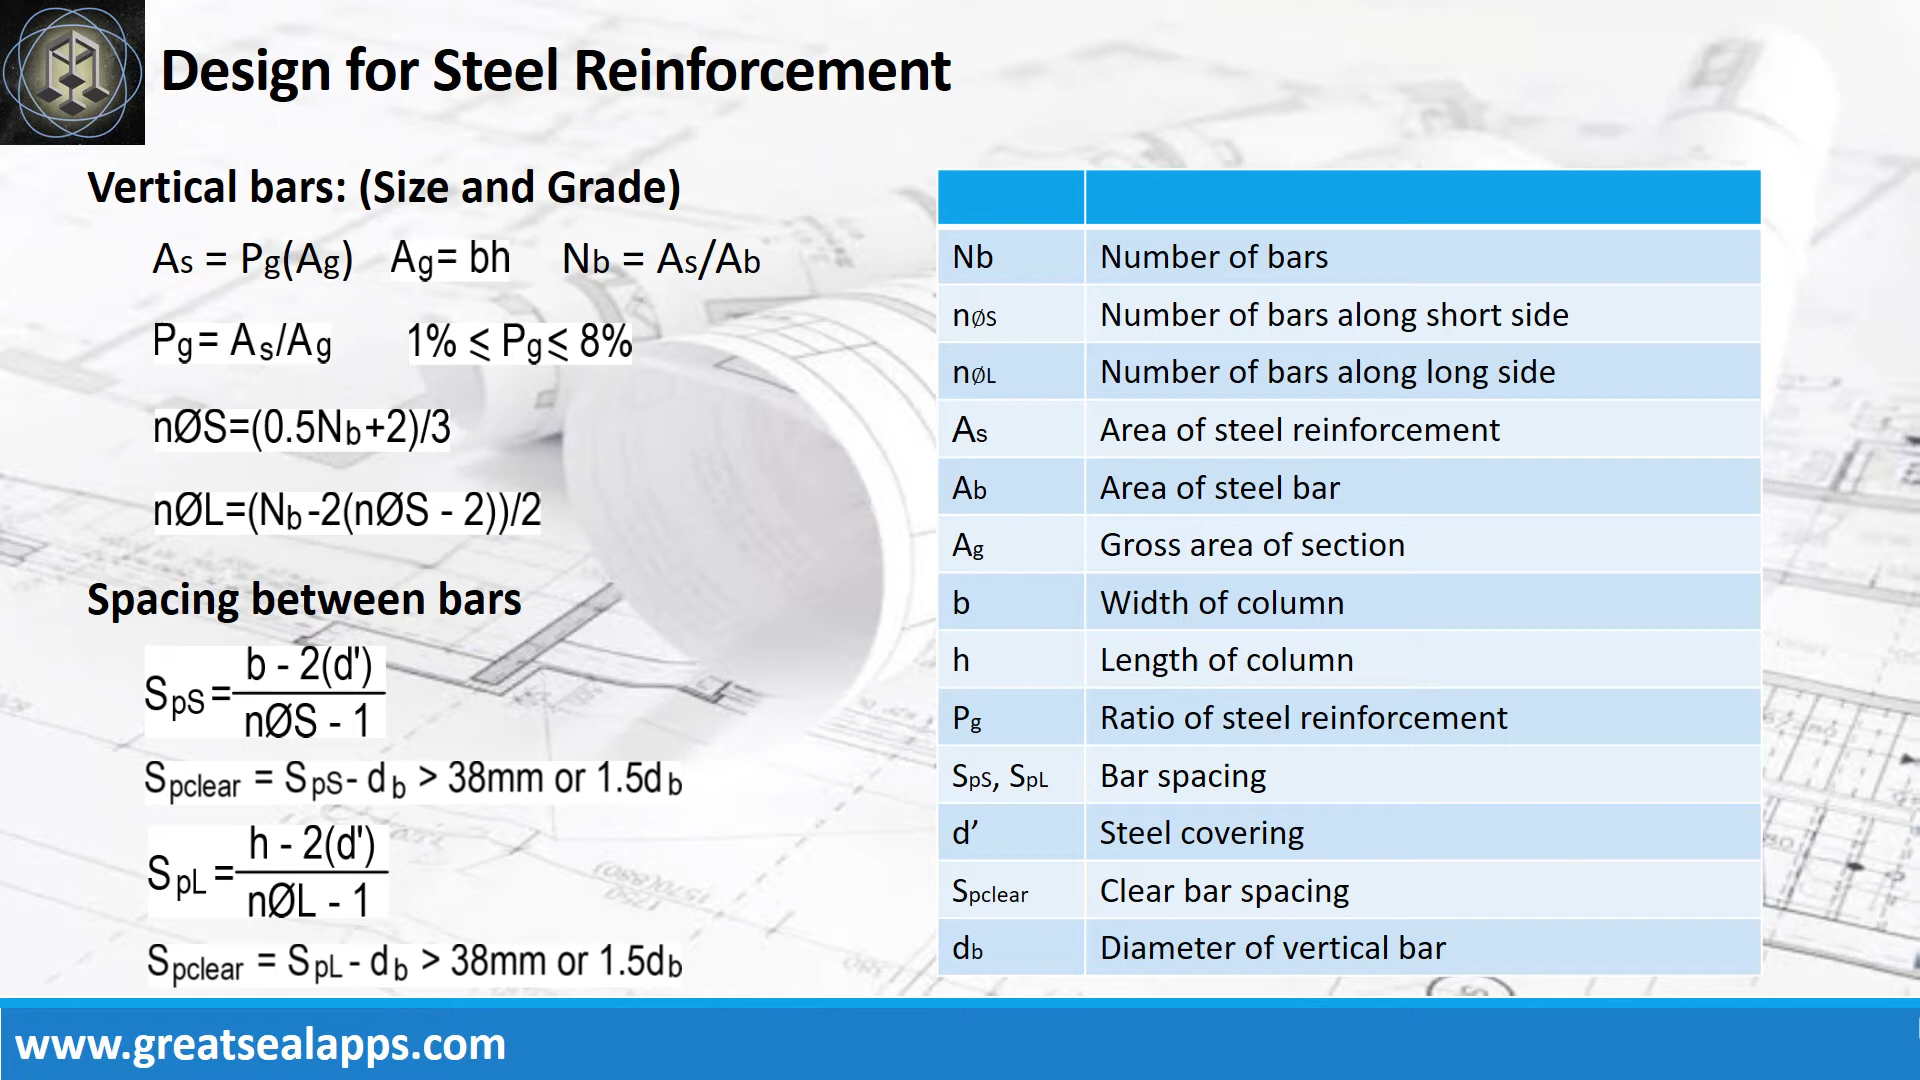 Design for Steel Reinforcement
Vertical bars: (Size and Grade)
As = Pg(Ag) Ag= bh Nb = As/Ab
Pg= As/Ag 1% ≤ Pg≤ 8%
nØS=(0.5Nb+2)/3
nØL=(Nb-2(nØS - 2))/2
Spacing between bars
SpS = b - 2(d') / nØS - 1
Spclear = SpS- db > 38mm or 1.5db
SpL = h - 2(d') / nØL - 1
Spclear = SpL- db > 38mm or 1.5db
Nb Number of bars
nØS Number of bars along short side
nØL Number of bars along long side
As Area of steel reinforcement
Ab Area of steel bar
Ag Gross area of section
b Width of column
h Length of column
Pg Ratio of steel reinforcement
SpS, SpL Bar spacing
d’ Steel covering
Spclear Clear bar spacing
db Diameter of vertical bar
www.greatsealapps.com